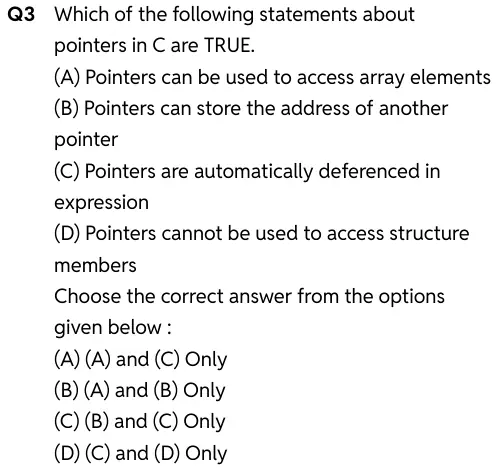 Q3 Which of the following statements about
pointers in C are TRUE.
(A) Pointers can be used to access array elements
(B) Pointers can store the address of another
pointer
(C) Pointers are automatically deferenced in
expression
(D) Pointers cannot be used to access structure
members
Choose the correct answer from the options
given below :
(A) (A) and (C) Only
(B) (A) and (B) Only
(C) (B) and (C) Only
(D) (C) and (D) Only